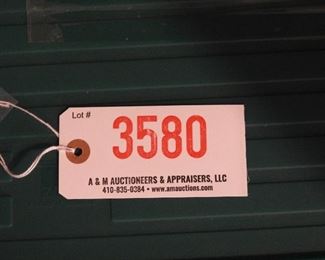 Lot #
3580
A & M AUCTIONEERS & APPRAISERS, LLC
410-835-0384 • www.amauctions.com